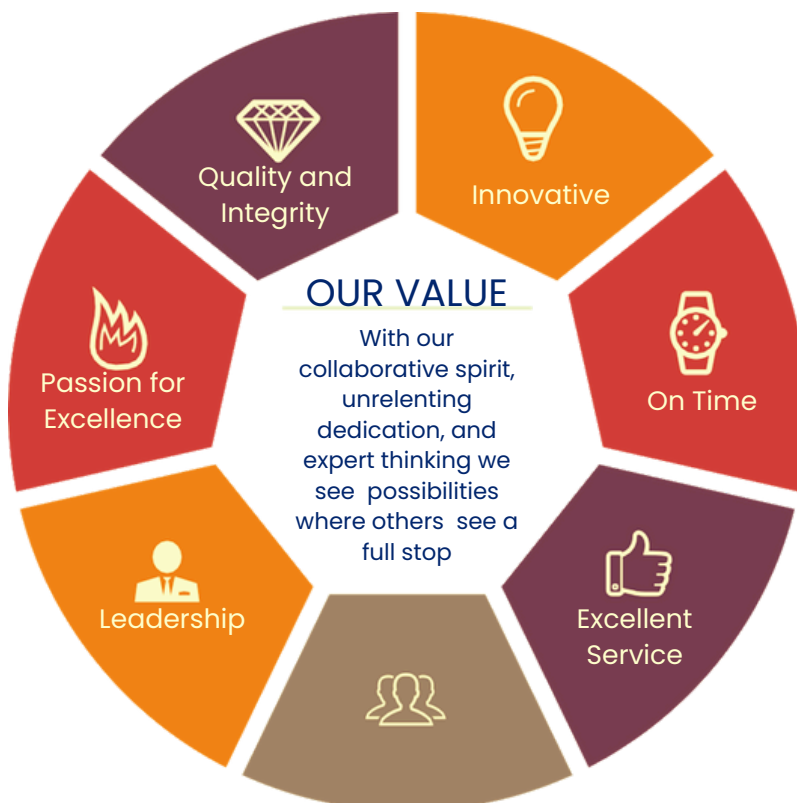 Quality and
Integrity
Innovative
OUR VALUE
With our
collaborative spirit,
unrelenting
dedication, and
expert thinking we
see possibilities
where others see a
full stop
Passion for
Excellence
On Time
Leadership
Excellent
Service